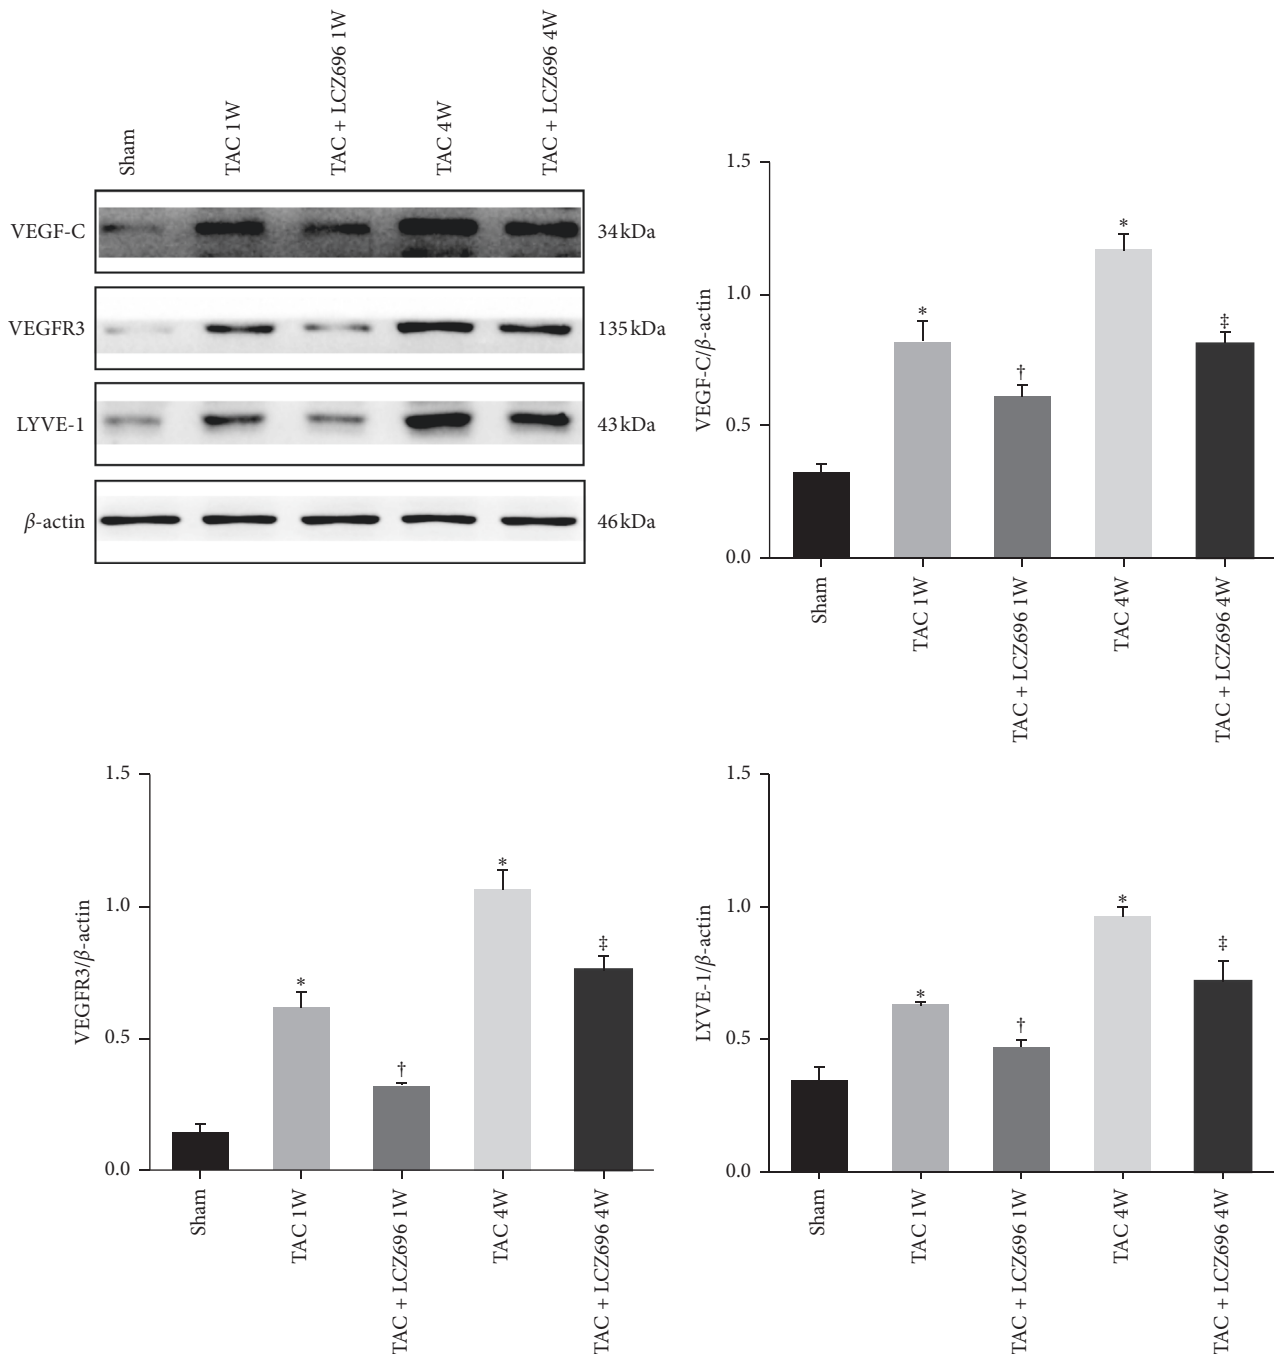 Sham
TAC 1W
TAC + LCZ696 1W
TAC 4W
TAC + LCZ696 4W
VEGF-C
34 kDa
VEGFR3
135 kDa
LYVE-1
43 kDa
β-actin
46 kDa
VEGF-C/β-actin
1.5
1.0
0.5
0.0
*
†
*
‡
Sham
TAC 1W
TAC + LCZ696 1W
TAC 4W
TAC + LCZ696 4W
VEGFR3/β-actin
1.5
1.0
0.5
0.0
*
†
*
‡
Sham
TAC 1W
TAC + LCZ696 1W
TAC 4W
TAC + LCZ696 4W
LYVE-1/β-actin
1.5
1.0
0.5
0.0
*
†
*
‡
Sham
TAC 1W
TAC + LCZ696 1W
TAC 4W
TAC + LCZ696 4W